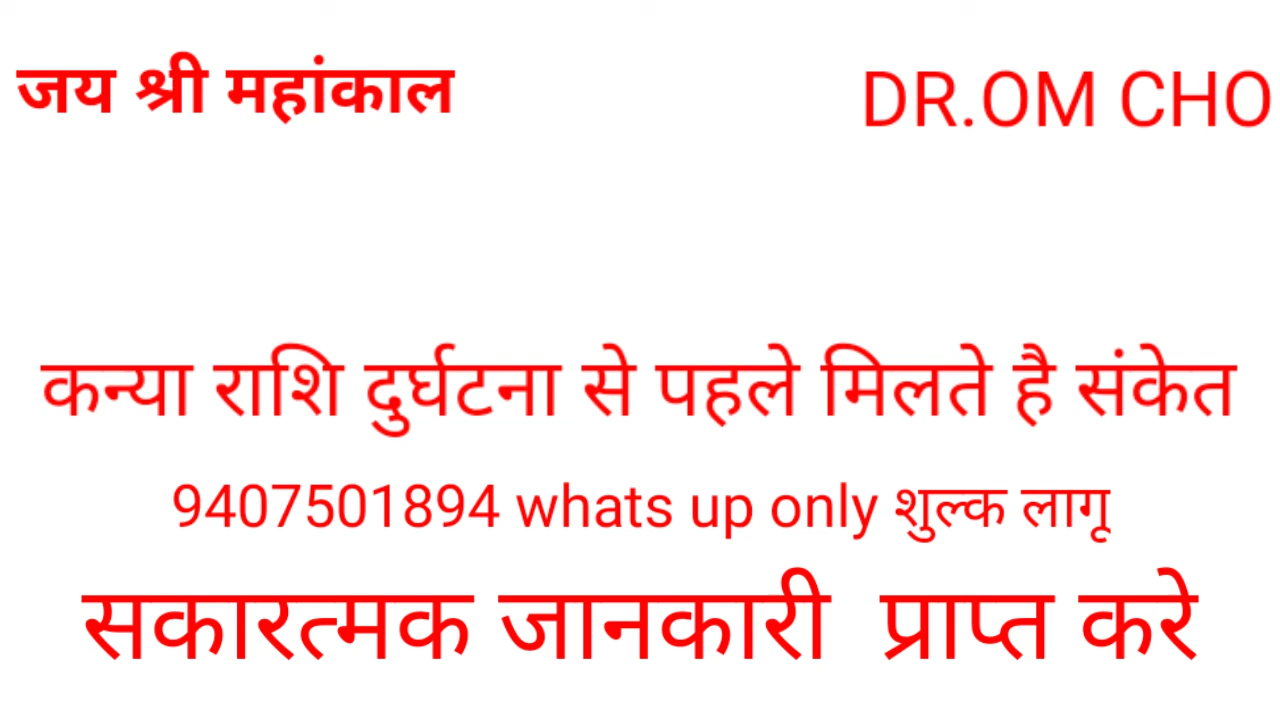 जय श्री महांकाल
DR.OM CHO
कन्या राशि दुर्घटना से पहले मिलते है संकेत
9407501894 whats up only शुल्क लागू
सकारत्मक जानकारी प्राप्त करे